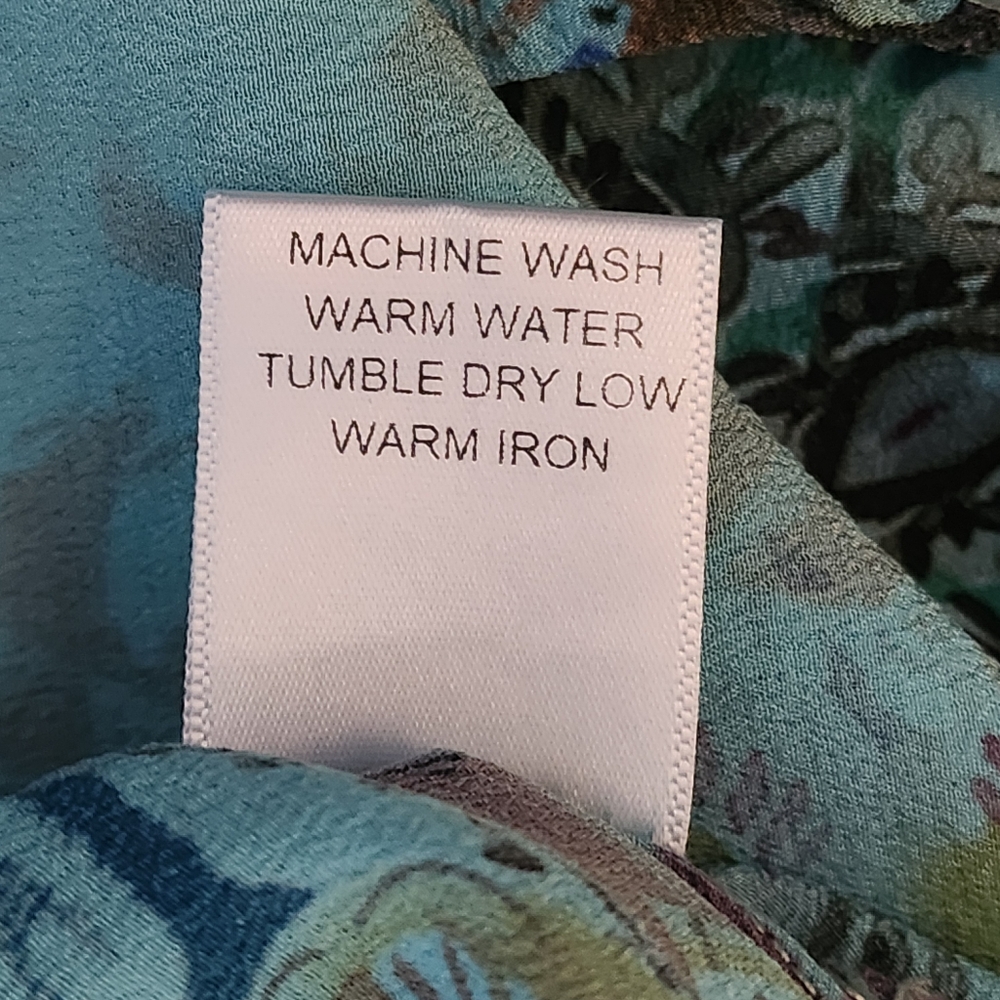 MACHINE WASH
WARM WATER
TUMBLE DRY LOW
WARM IRON